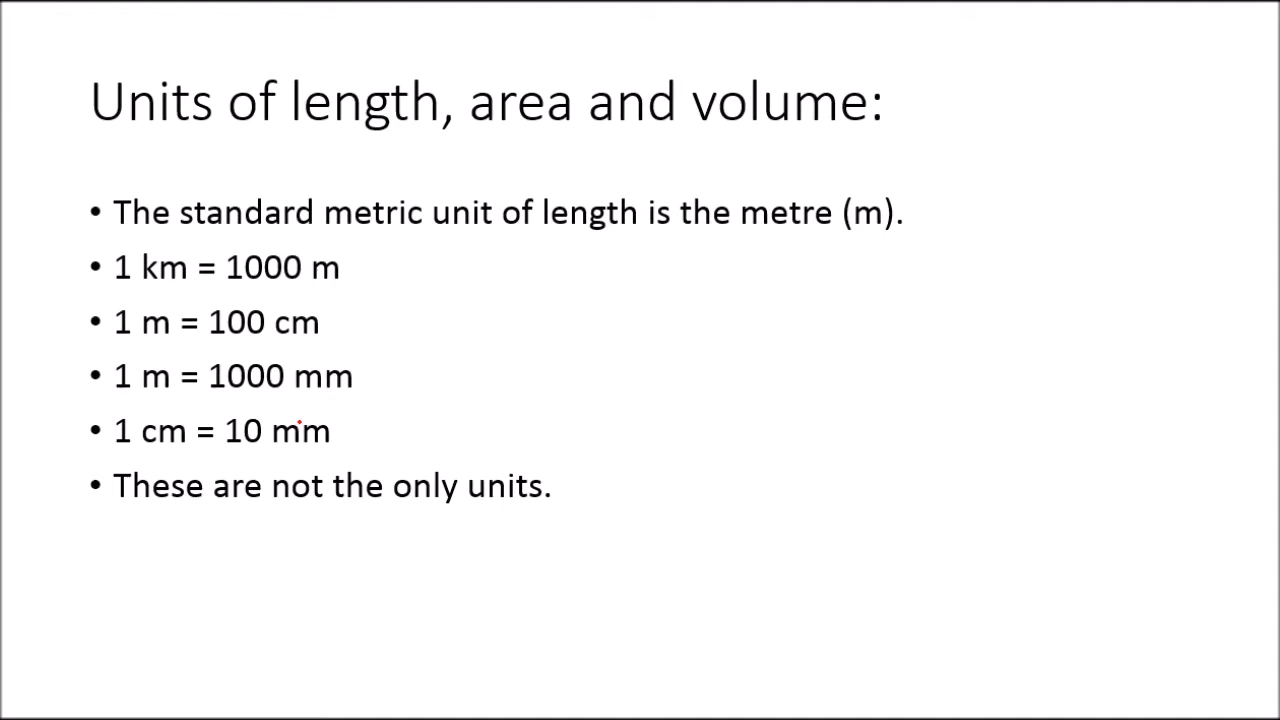 Units of length, area and volume:
• The standard metric unit of length is the metre (m).
• 1 km = 1000 m
• 1 m = 100 cm
• 1 m = 1000 mm
• 1 cm = 10 mm
• These are not the only units.